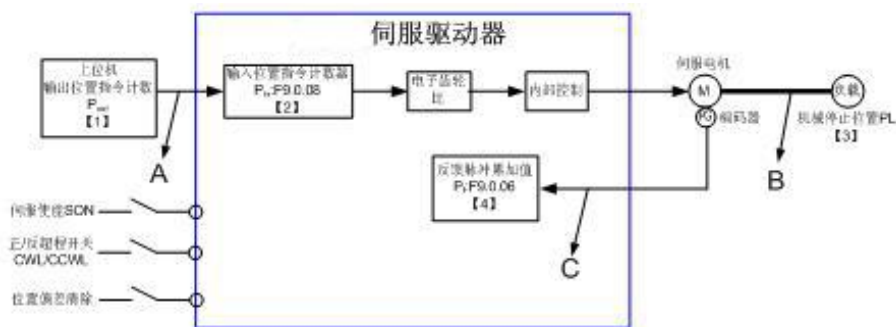 伺服驱动器
上位机
输出位置指令计数
Pout
【1】
输入位置指令计数器
Pin:F9.0.08
【2】
电子齿轮
比
内部控制
伺服电机
M
PG
编码器
负载
机械停止位置PL
【3】
A
B
C
反馈脉冲累加值
Pf:F9.0.06
【4】
伺服使能SON
正/反超程开关
CWL/CCWL
位置偏差清除